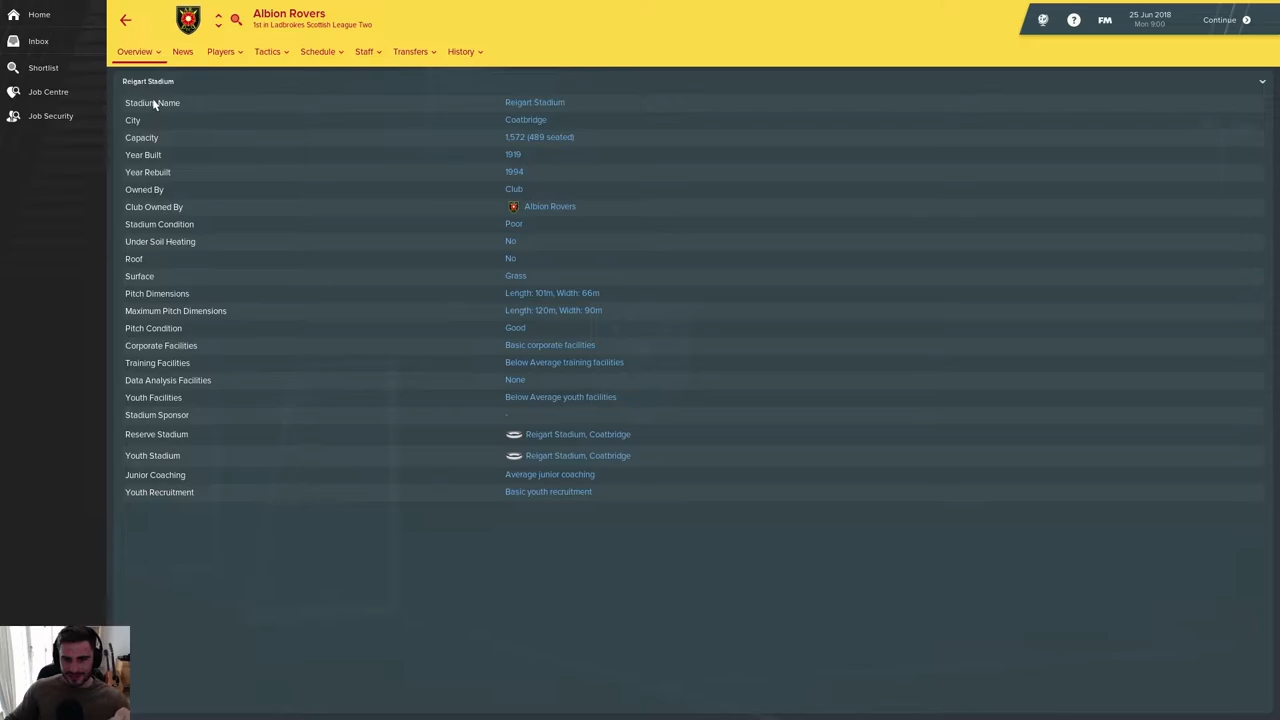 Home
Inbox
Shortlist
Job Centre
Job Security
Albion Rovers
1st in Ladbrokes Scottish League Two
FM
25 Jun 2018
Mon 9:00
Continue
Overview
News
Players
Tactics
Schedule
Staff
Transfers
History
Reigart Stadium
Stadium Name Reigart Stadium
City Coatbridge
Capacity 1,572 (489 seated)
Year Built 1919
Year Rebuilt 1994
Owned By Club
Club Owned By Albion Rovers
Stadium Condition Poor
Under Soil Heating No
Roof No
Surface Grass
Pitch Dimensions Length: 101m, Width: 66m
Maximum Pitch Dimensions Length: 120m, Width: 90m
Pitch Condition Good
Corporate Facilities Basic corporate facilities
Training Facilities Below Average training facilities
Data Analysis Facilities None
Youth Facilities Below Average youth facilities
Stadium Sponsor -
Reserve Stadium Reigart Stadium, Coatbridge
Youth Stadium Reigart Stadium, Coatbridge
Junior Coaching Average junior coaching
Youth Recruitment Basic youth recruitment